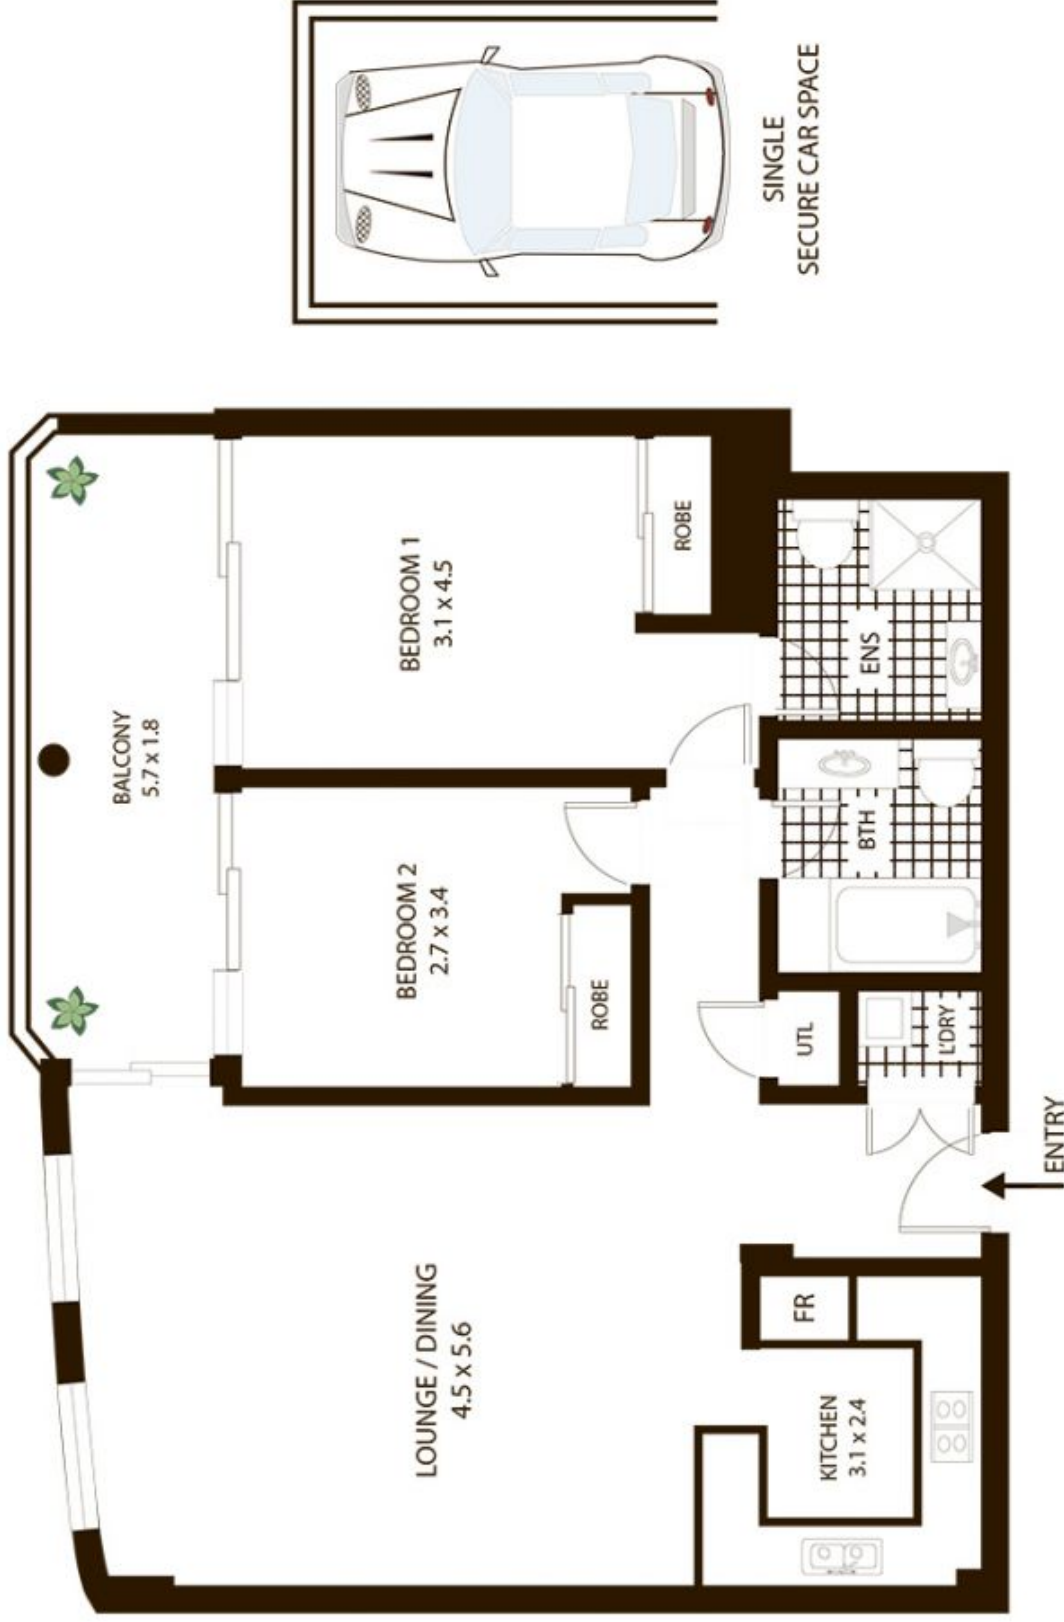 SINGLE
SECURE CAR SPACE
BALCONY
5.7 x 1.8
BEDROOM 1
3.1 x 4.5
ROBE
BEDROOM 2
2.7 x 3.4
ROBE
ENS
BTH
UTL
L'DRY
LOUNGE / DINING
4.5 x 5.6
FR
KITCHEN
3.1 x 2.4
ENTRY